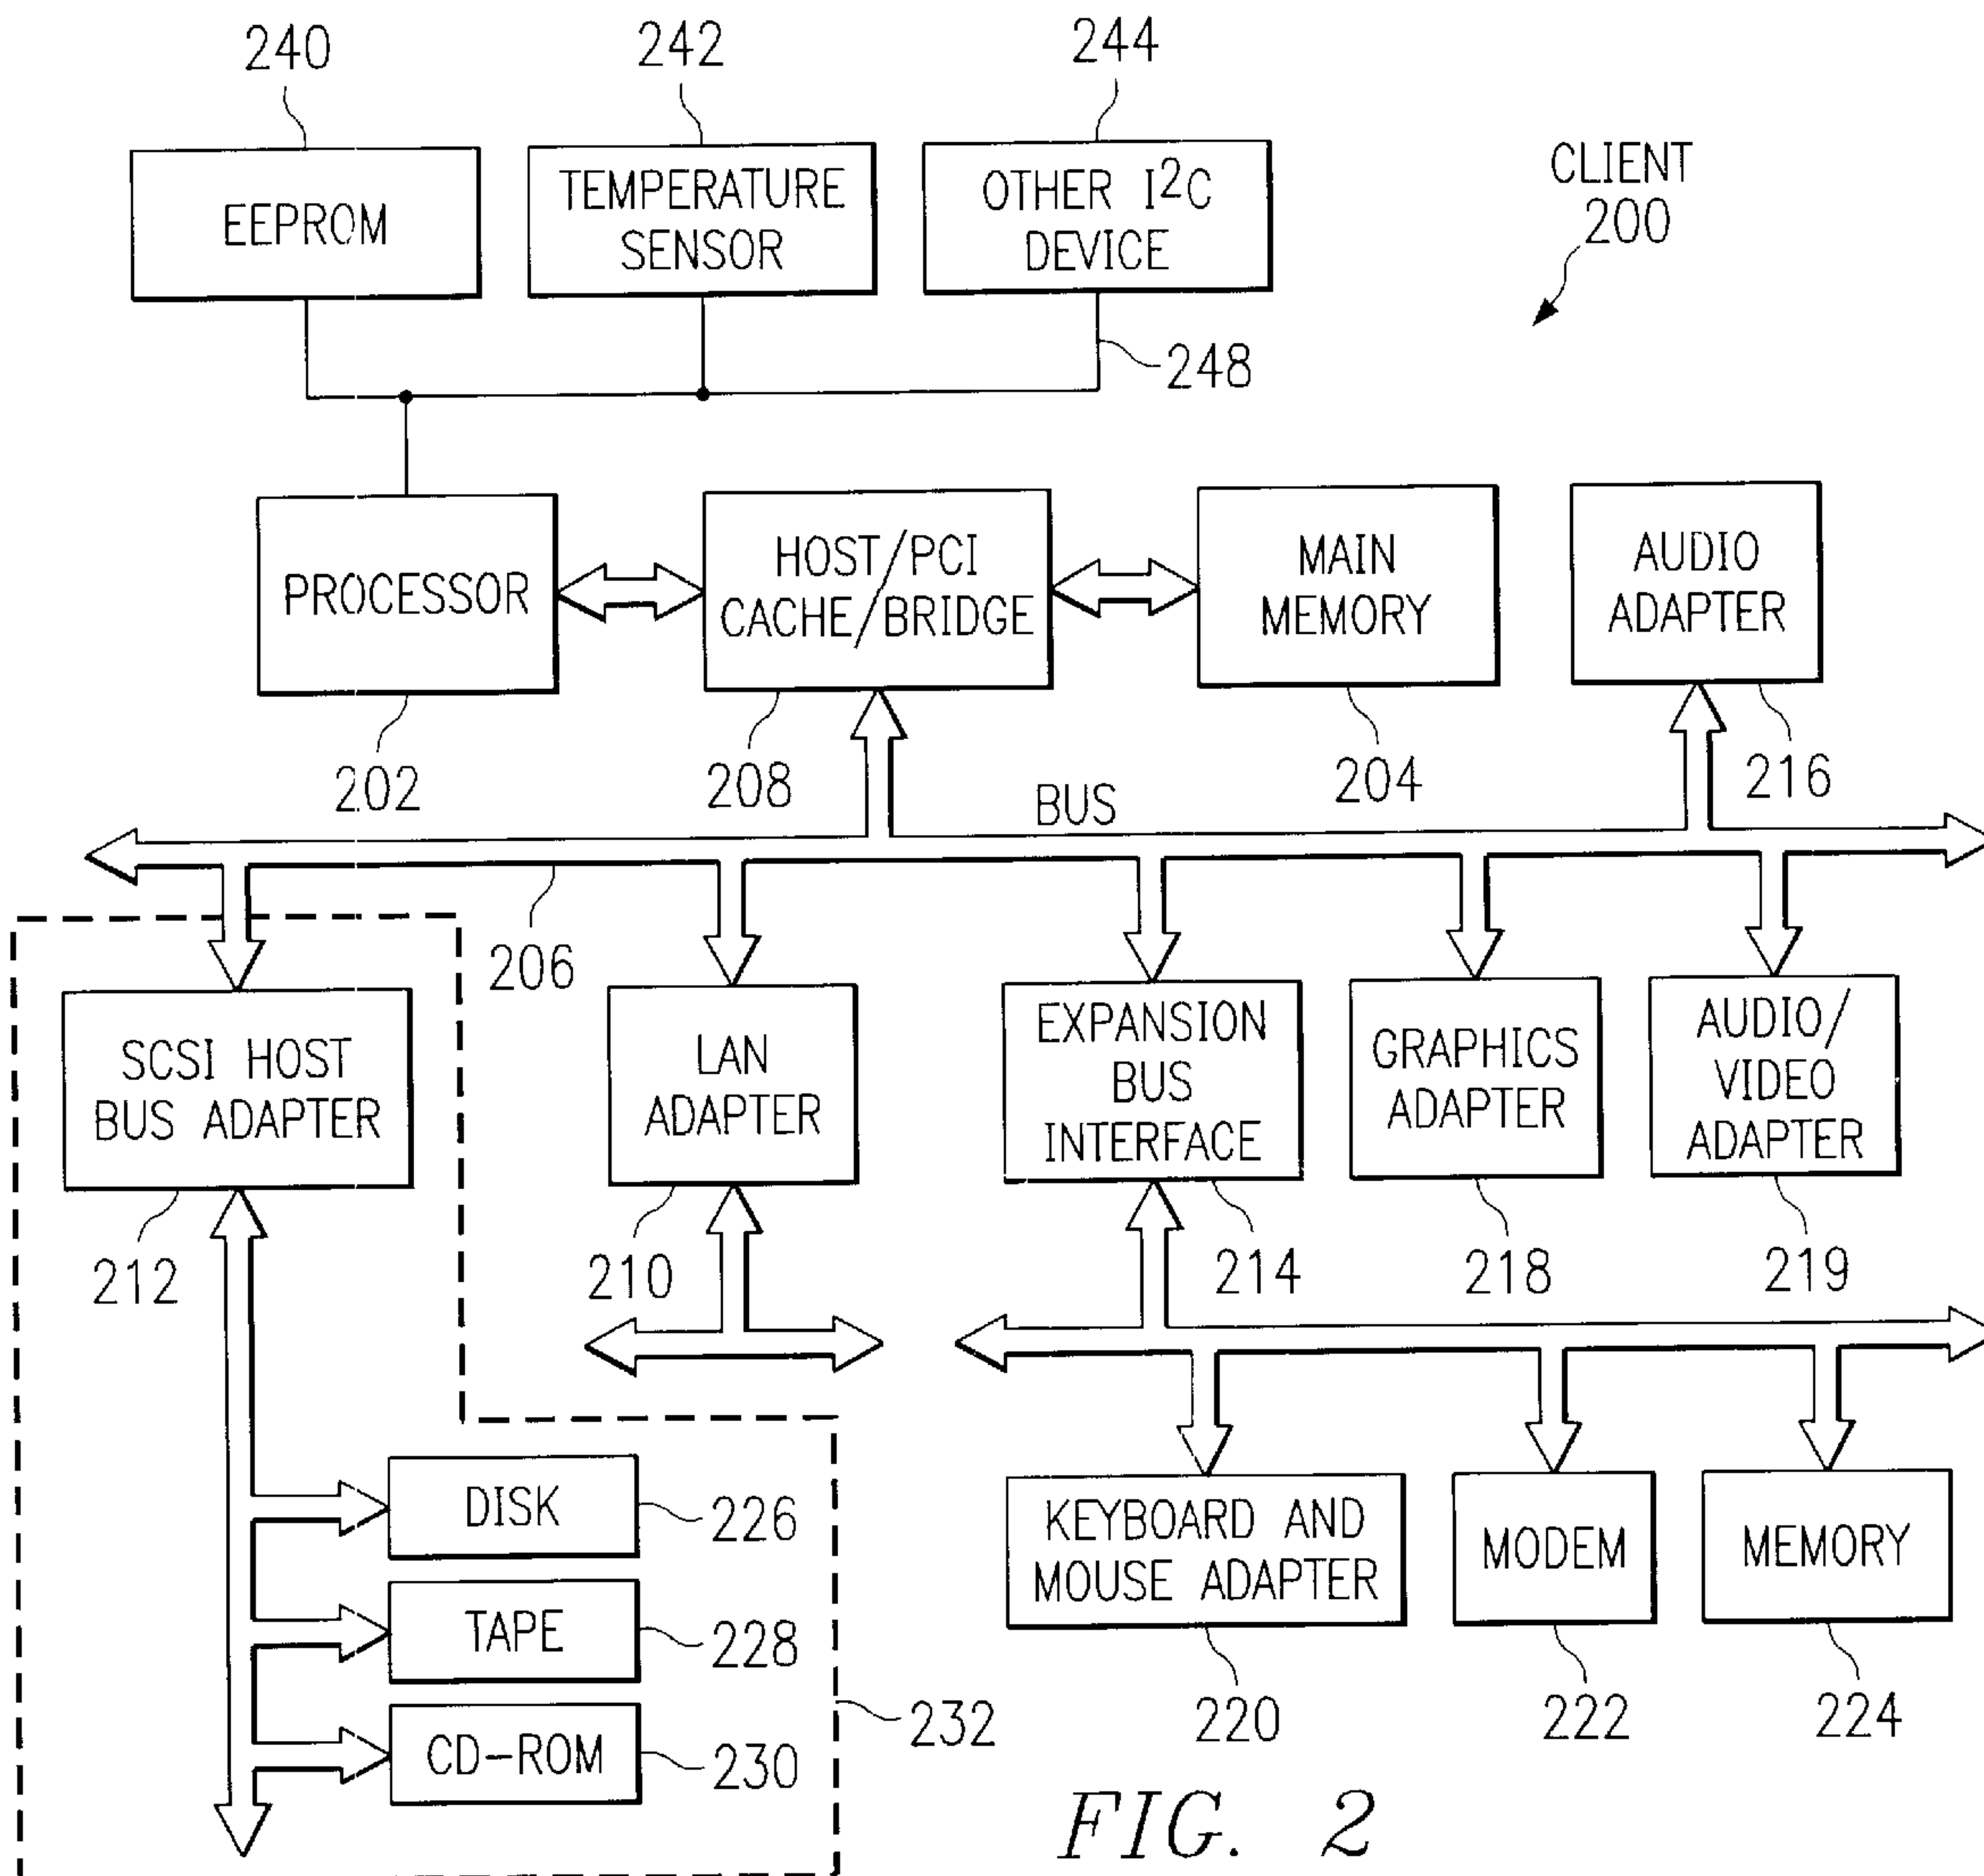 240
242
244
EEPROM
TEMPERATURE
SENSOR
OTHER I²C
DEVICE
CLIENT
200
248
PROCESSOR
HOST/PCI
CACHE/BRIDGE
MAIN
MEMORY
AUDIO
ADAPTER
202
208
204
216
BUS
206
SCSI HOST
BUS ADAPTER
LAN
ADAPTER
EXPANSION
BUS
INTERFACE
GRAPHICS
ADAPTER
AUDIO/
VIDEO
ADAPTER
212
210
214
218
219
DISK
226
TAPE
228
CD-ROM
230
232
KEYBOARD AND
MOUSE ADAPTER
MODEM
MEMORY
220
222
224
FIG. 2